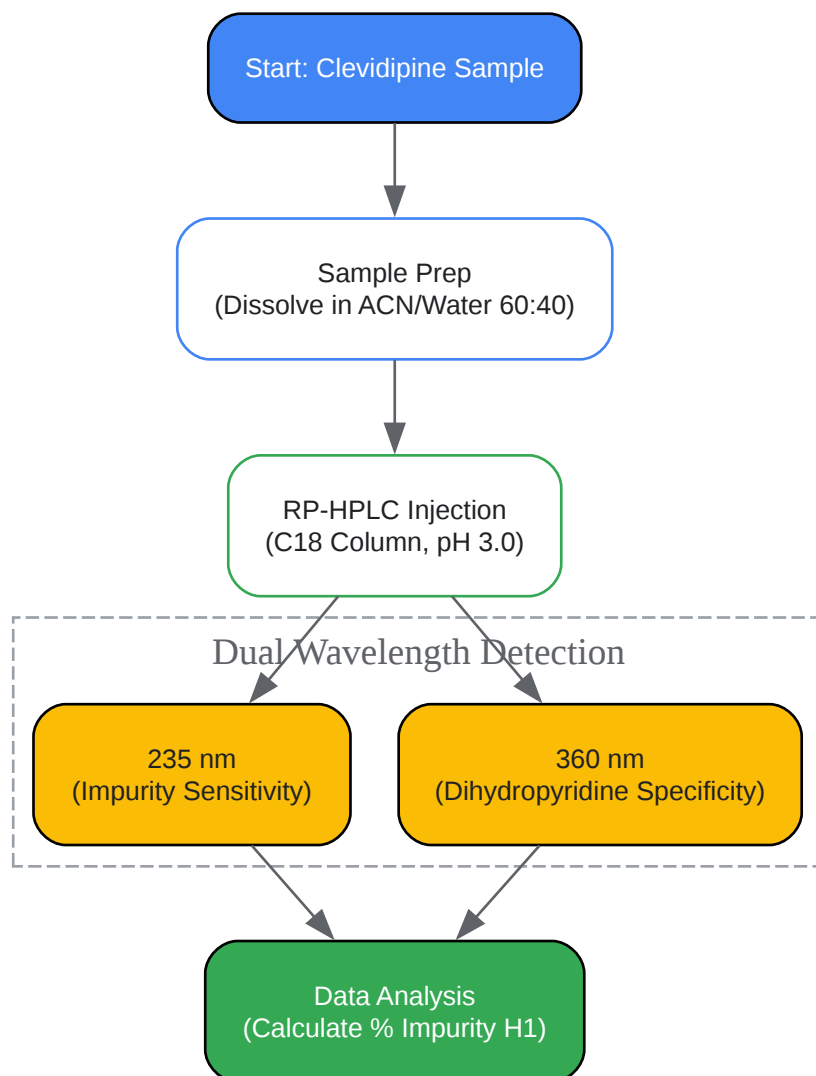 Start: Clevidipine Sample
Sample Prep
(Dissolve in ACN/Water 60:40)
RP-HPLC Injection
(C18 Column, pH 3.0)
Dual Wavelength Detection
235 nm
(Impurity Sensitivity)
360 nm
(Dihydropyridine Specificity)
Data Analysis
(Calculate % Impurity H1)